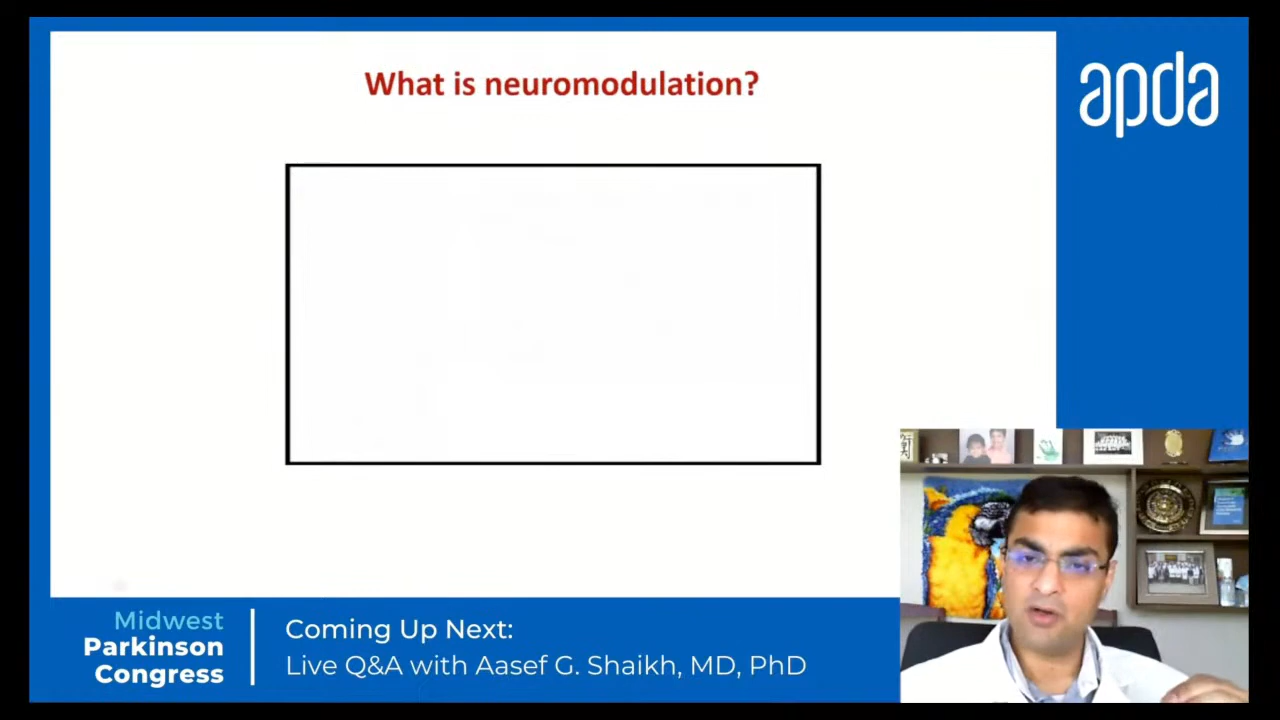 What is neuromodulation?
apda
Midwest
Parkinson
Congress
Coming Up Next:
Live Q&A with Aasef G. Shaikh, MD, PhD